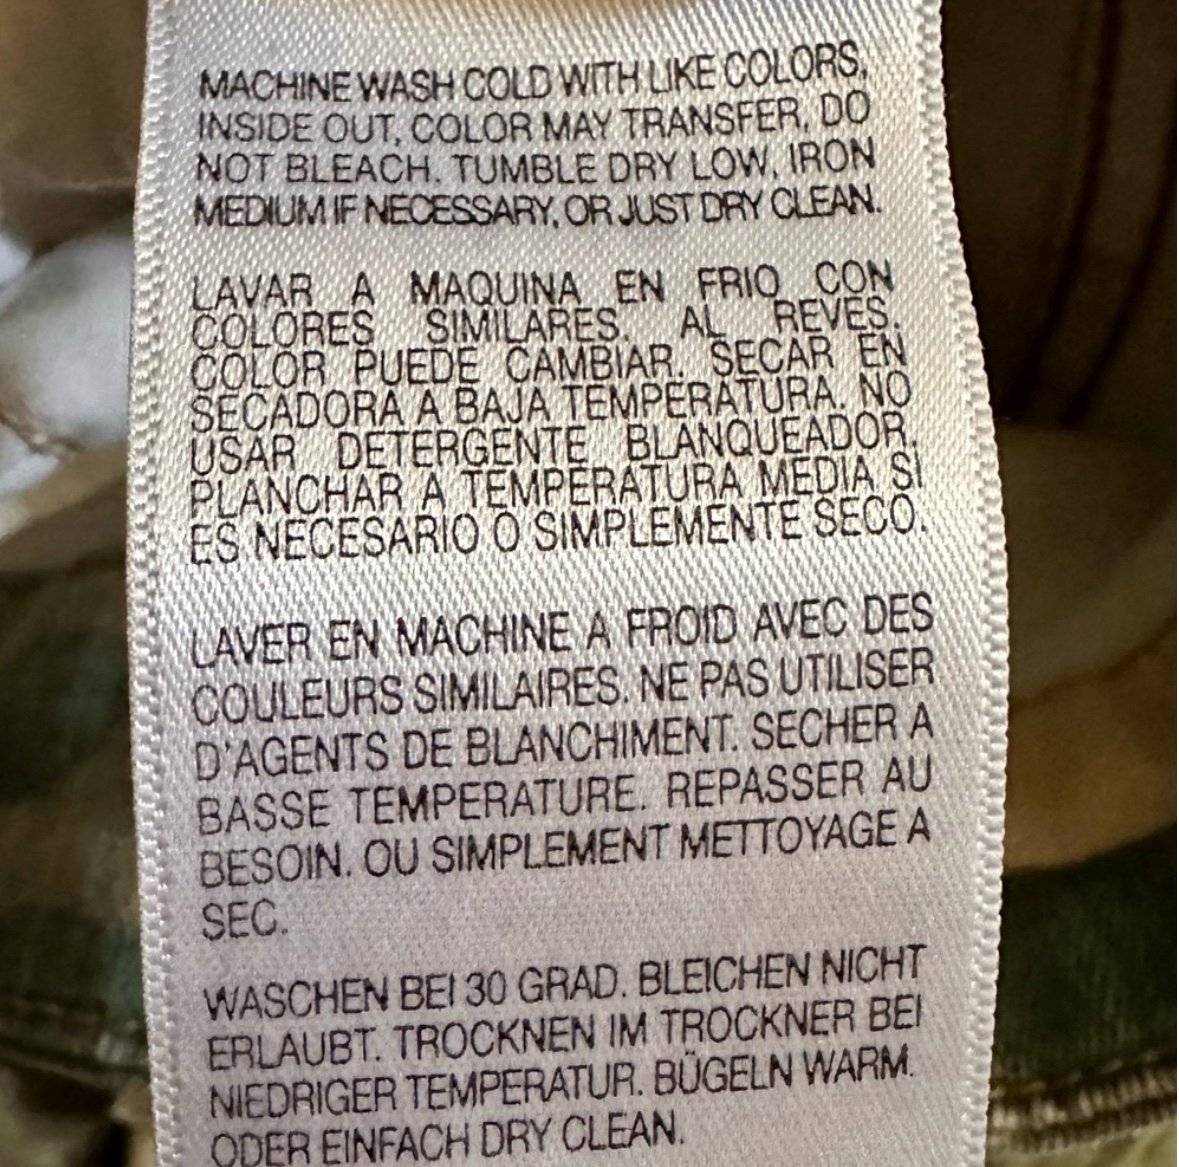 MACHINE WASH COLD WITH LIKE COLORS,
INSIDE OUT, COLOR MAY TRANSFER, DO
NOT BLEACH. TUMBLE DRY LOW, IRON
MEDIUM IF NECESSARY, OR JUST DRY CLEAN.
LAVAR A MAQUINA EN FRIO CON
COLORES SIMILARES. AL REVES.
COLOR PUEDE CAMBIAR. SECAR EN
SECADORA A BAJA TEMPERATURA. NO
USAR DETERGENTE BLANQUEADOR.
PLANCHAR A TEMPERATURA MEDIA SI
ES NECESARIO O SIMPLEMENTE SECO.
LAVER EN MACHINE A FROID AVEC DES
COULEURS SIMILAIRES. NE PAS UTILISER
D'AGENTS DE BLANCHIMENT. SECHER A
BASSE TEMPERATURE. REPASSER AU
BESOIN. OU SIMPLEMENT METTOYAGE A
SEC.
WASCHEN BEI 30 GRAD. BLEICHEN NICHT
ERLAUBT. TROCKNEN IM TROCKNER BEI
NIEDRIGER TEMPERATUR. BÜGELN WARM.
ODER EINFACH DRY CLEAN.